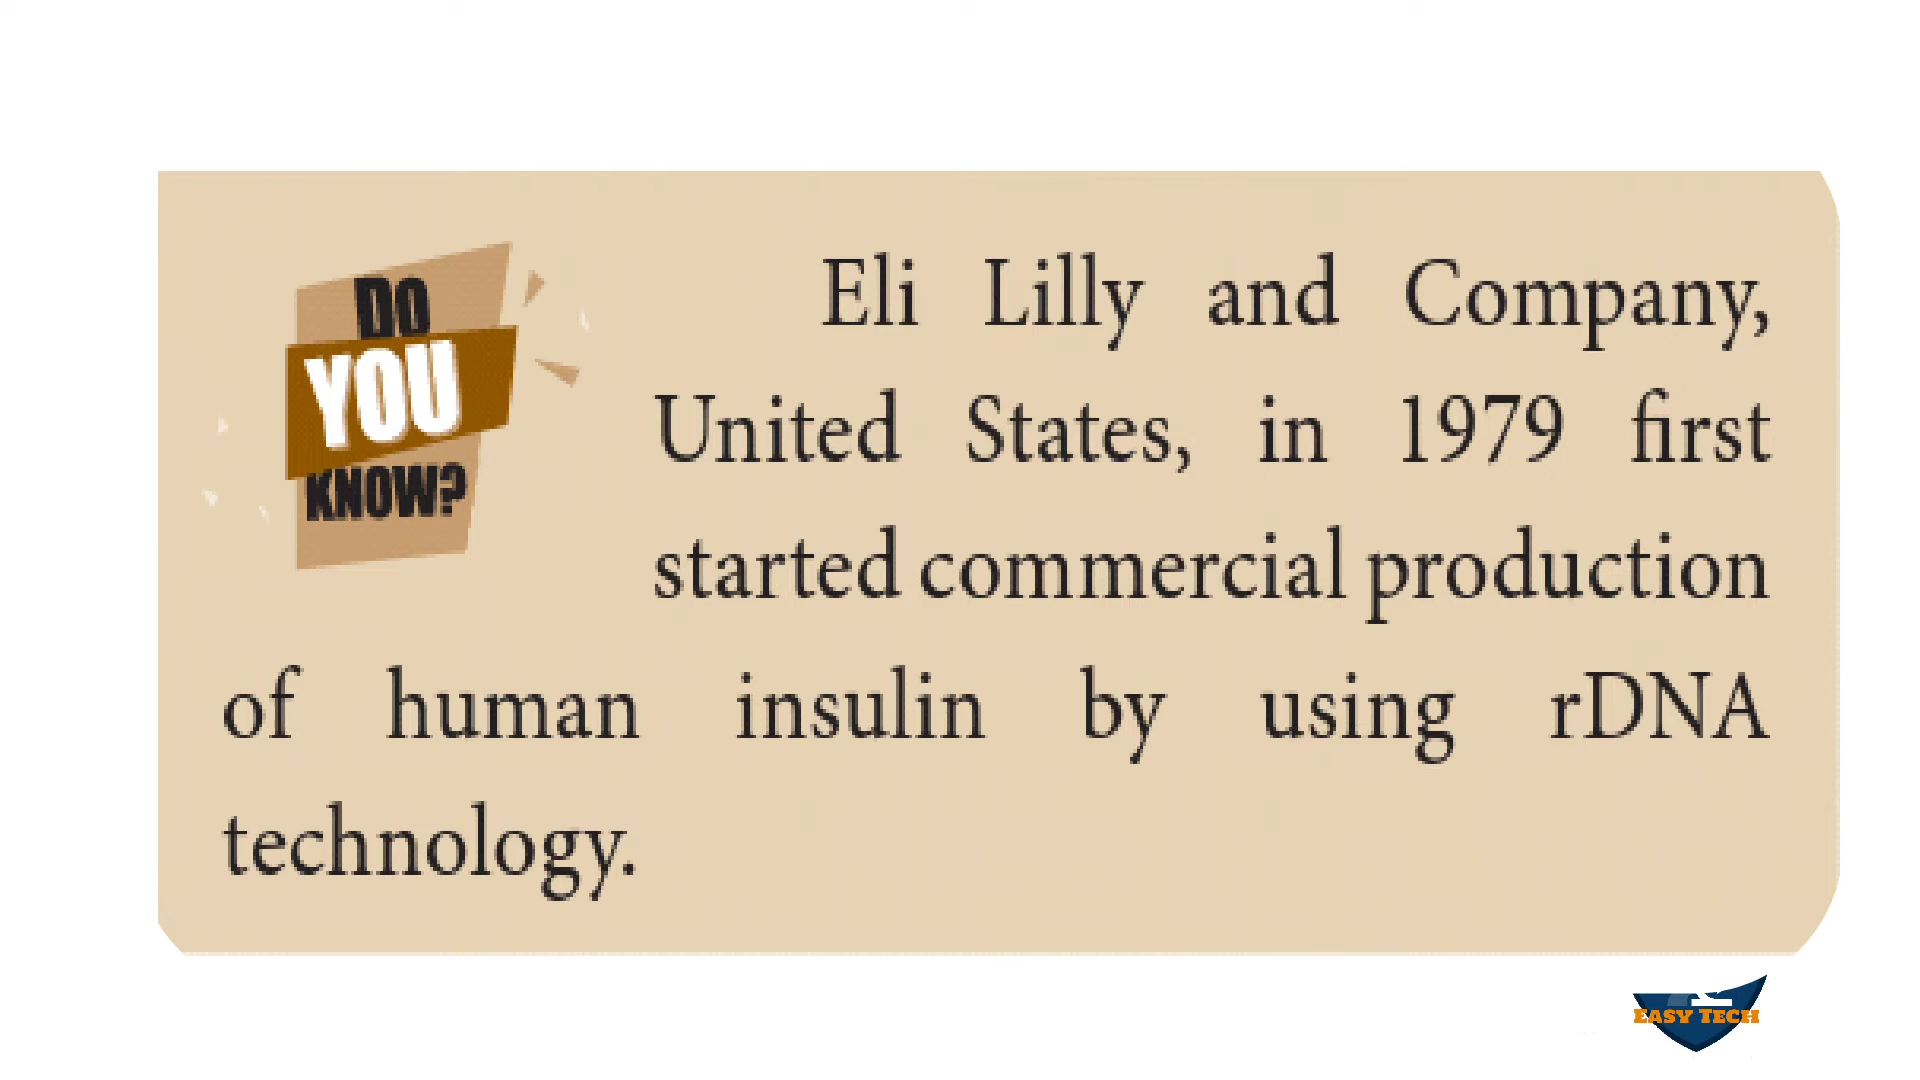 DO
YOU
KNOW?
Eli Lilly and Company,
United States, in 1979 first
started commercial production
of human insulin by using rDNA
technology.
EASY TECH